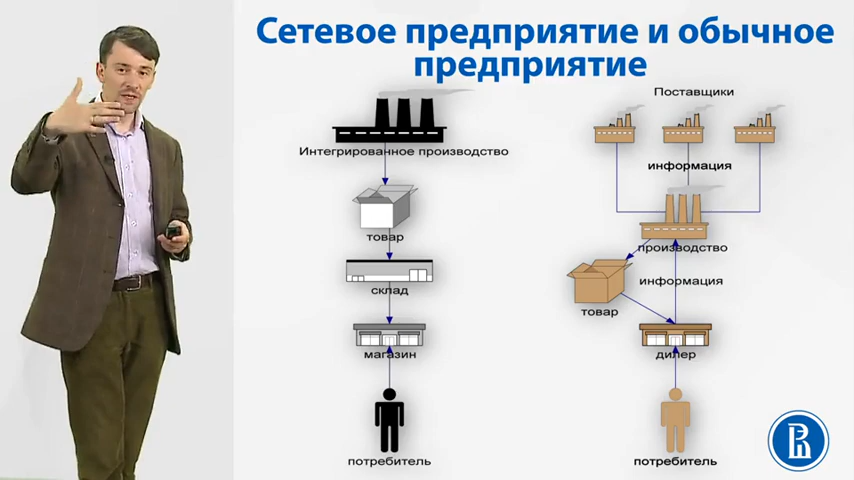 Сетевое предприятие и обычное
предприятие
Интегрированное производство
товар
склад
магазин
потребитель
Поставщики
информация
производство
информация
товар
дилер
потребитель